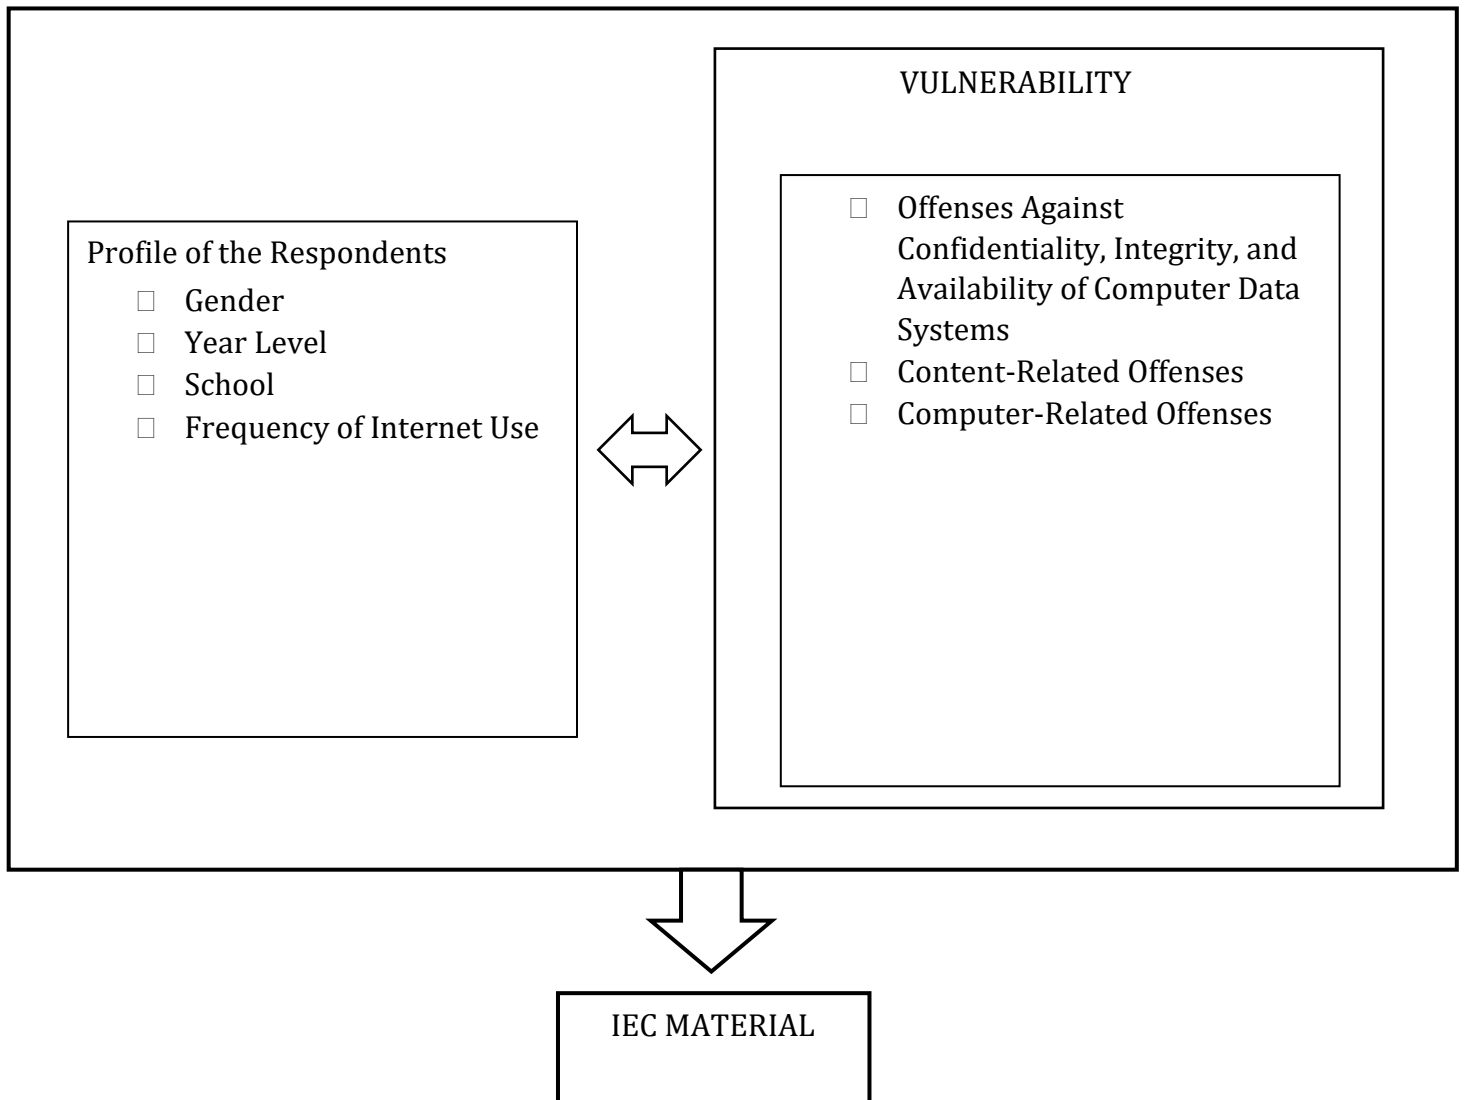 VULNERABILITY
Profile of the Respondents
Gender
Year Level
School
Frequency of Internet Use
Offenses Against
Confidentiality, Integrity, and
Availability of Computer Data
Systems
Content-Related Offenses
Computer-Related Offenses
IEC MATERIAL